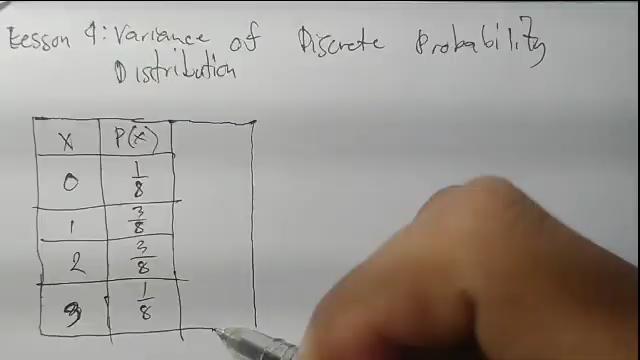 Lesson 4: Variance of Discrete Probability
Distribution
X P(X)
0 1/8
1 3/8
2 3/8
3 1/8